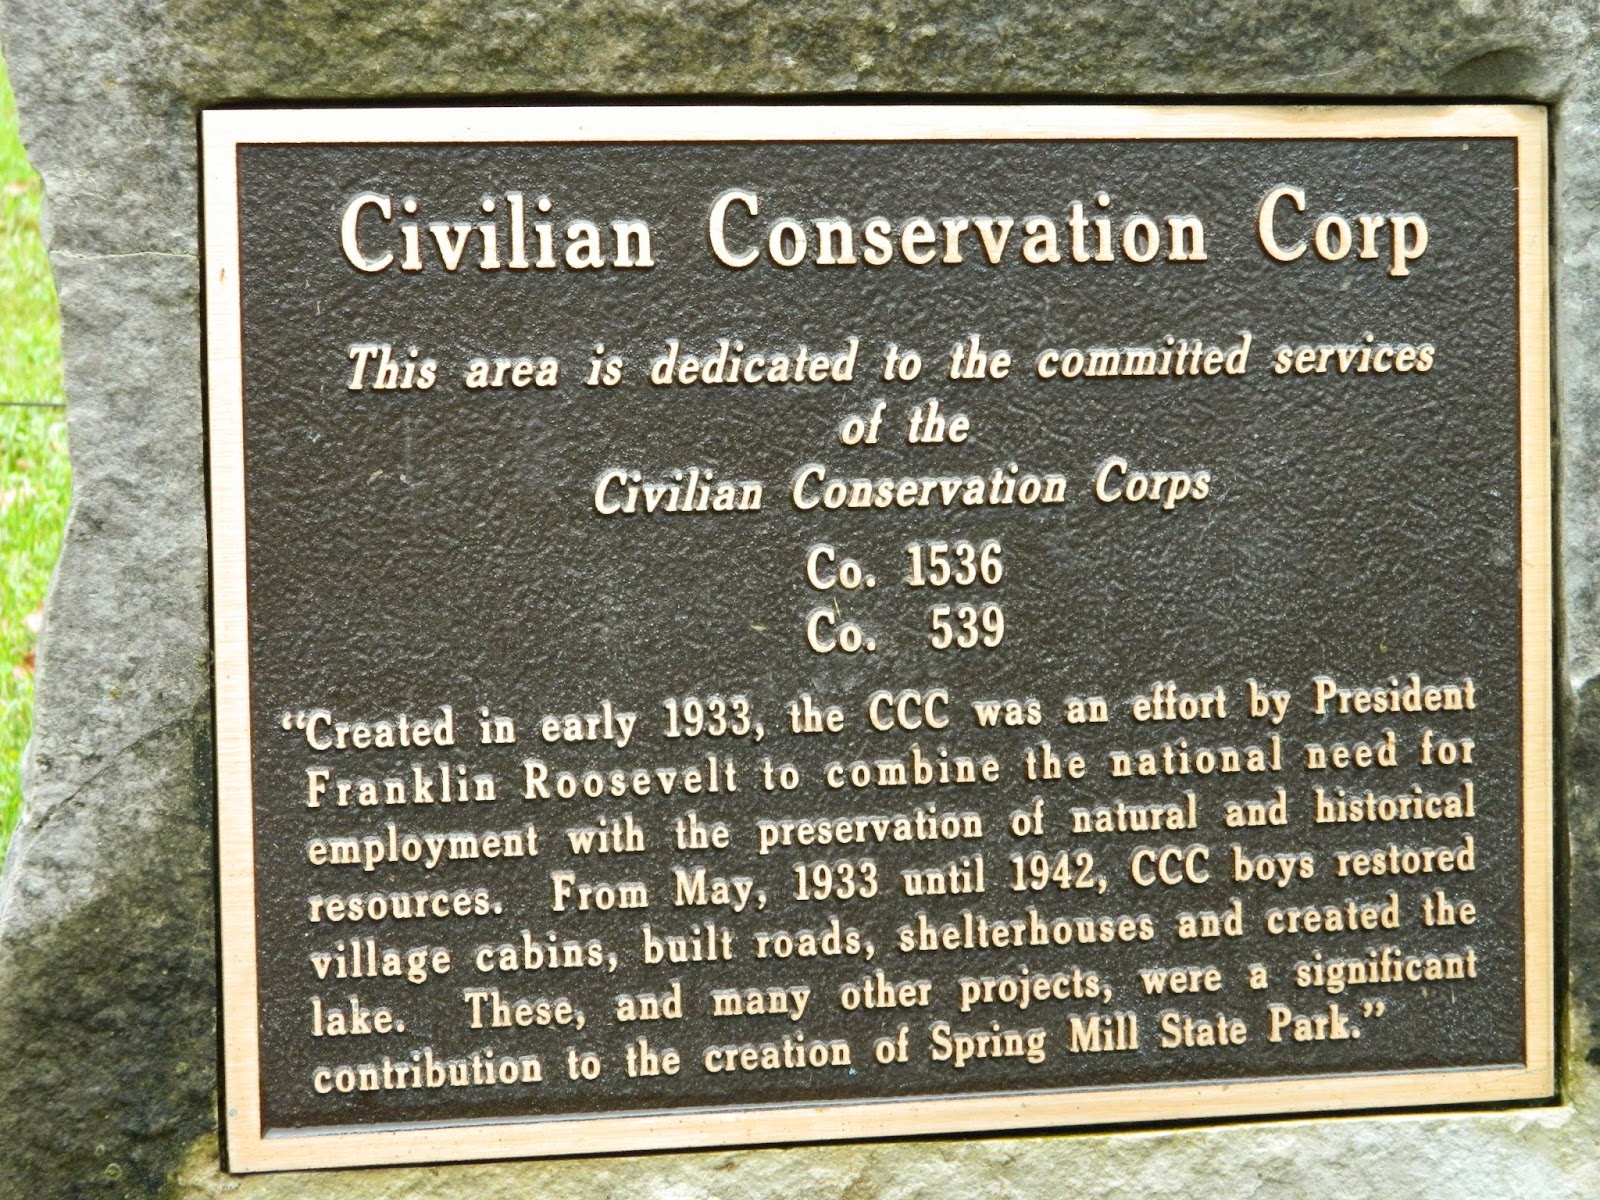 Civilian Conservation Corp
This area is dedicated to the committed services
of the
Civilian Conservation Corps
Co. 1536
Co. 539
“Created in early 1933, the CCC was an effort by President
Franklin Roosevelt to combine the national need for
employment with the preservation of natural and historical
resources. From May, 1933 until 1942, CCC boys restored
village cabins, built roads, shelterhouses and created the
lake. These, and many other projects, were a significant
contribution to the creation of Spring Mill State Park.”